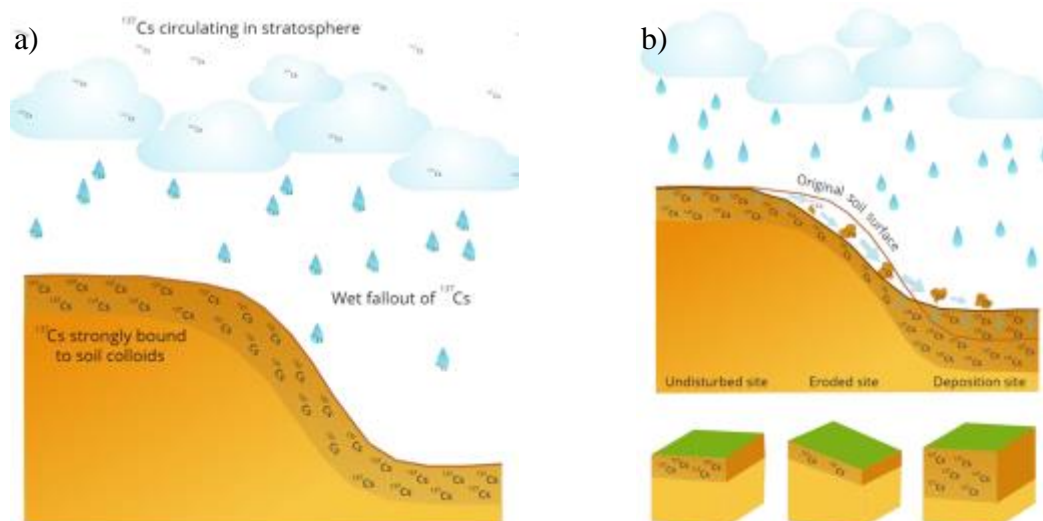 a)
¹³⁷Cs circulating in stratosphere
Wet fallout of ¹³⁷Cs
¹³⁷Cs strongly bound
to soil colloids
b)
Original soil surface
Undisturbed site
Eroded site
Deposition site